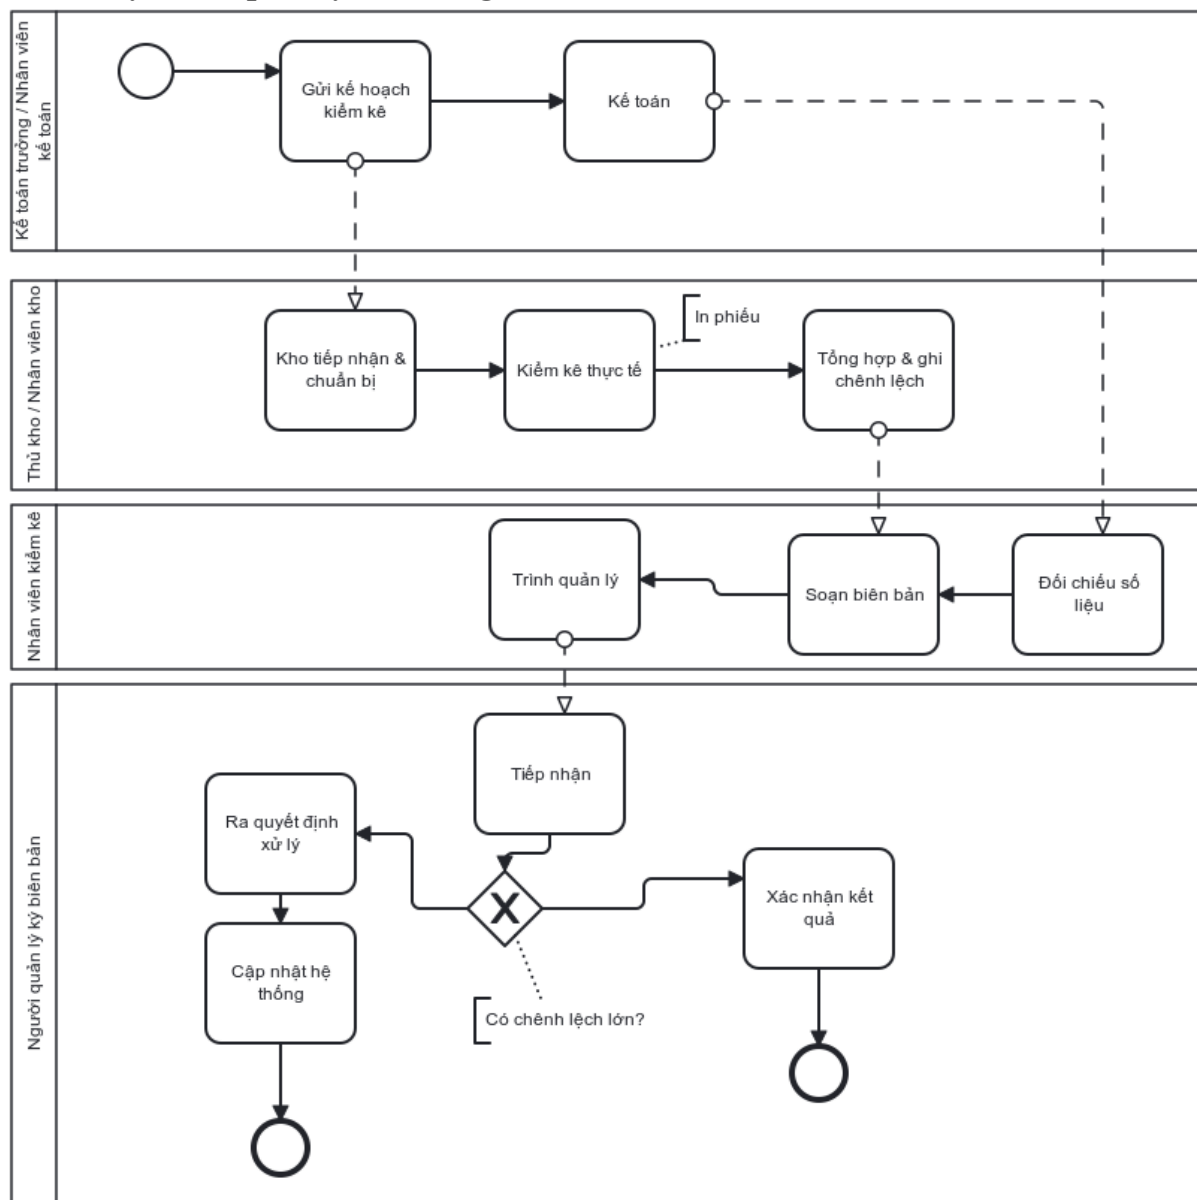 Kế toán trưởng / Nhân viên
kế toán
Gửi kế hoạch
kiểm kê
Kế toán
Thủ kho / Nhân viên kho
Kho tiếp nhận &
chuẩn bị
Kiểm kê thực tế
In phiếu
Tổng hợp & ghi
chênh lệch
Nhân viên kiểm kê
Trình quản lý
Soạn biên bản
Đối chiếu số
liệu
Người quản lý ký biên bản
Tiếp nhận
Ra quyết định
xử lý
X
Xác nhận kết
quả
Cập nhật hệ
thống
Có chênh lệch lớn?